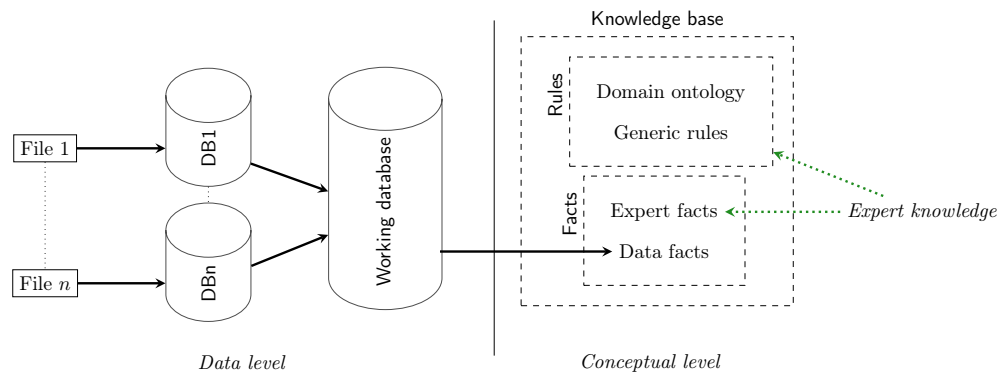 Knowledge base
Rules
Domain ontology
Generic rules
File 1
DB1
Working database
Facts
Expert facts
Expert knowledge
Data facts
File n
DBn
Data level
Conceptual level